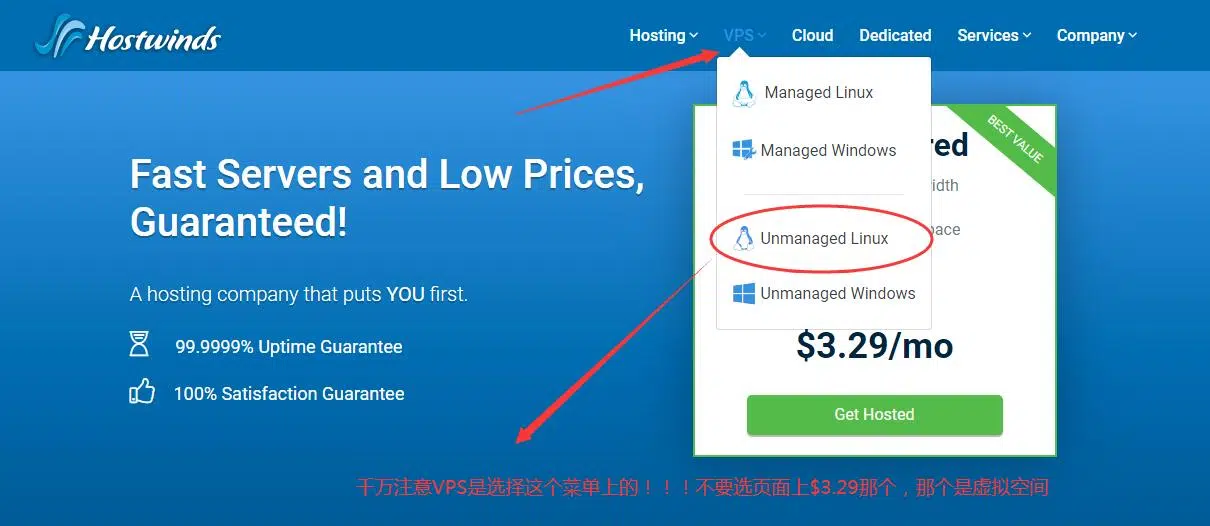 Hostwinds
Hosting VPS Cloud Dedicated Services Company
Managed Linux
Managed Windows
Unmanaged Linux
Unmanaged Windows
Fast Servers and Low Prices,
Guaranteed!
A hosting company that puts YOU first.
99.9999% Uptime Guarantee
100% Satisfaction Guarantee
BEST VALUE
red
idth
pace
$3.29/mo
Get Hosted
千万注意VPS是选择这个菜单上的！！！不要选页面上$3.29那个，那个是虚拟空间